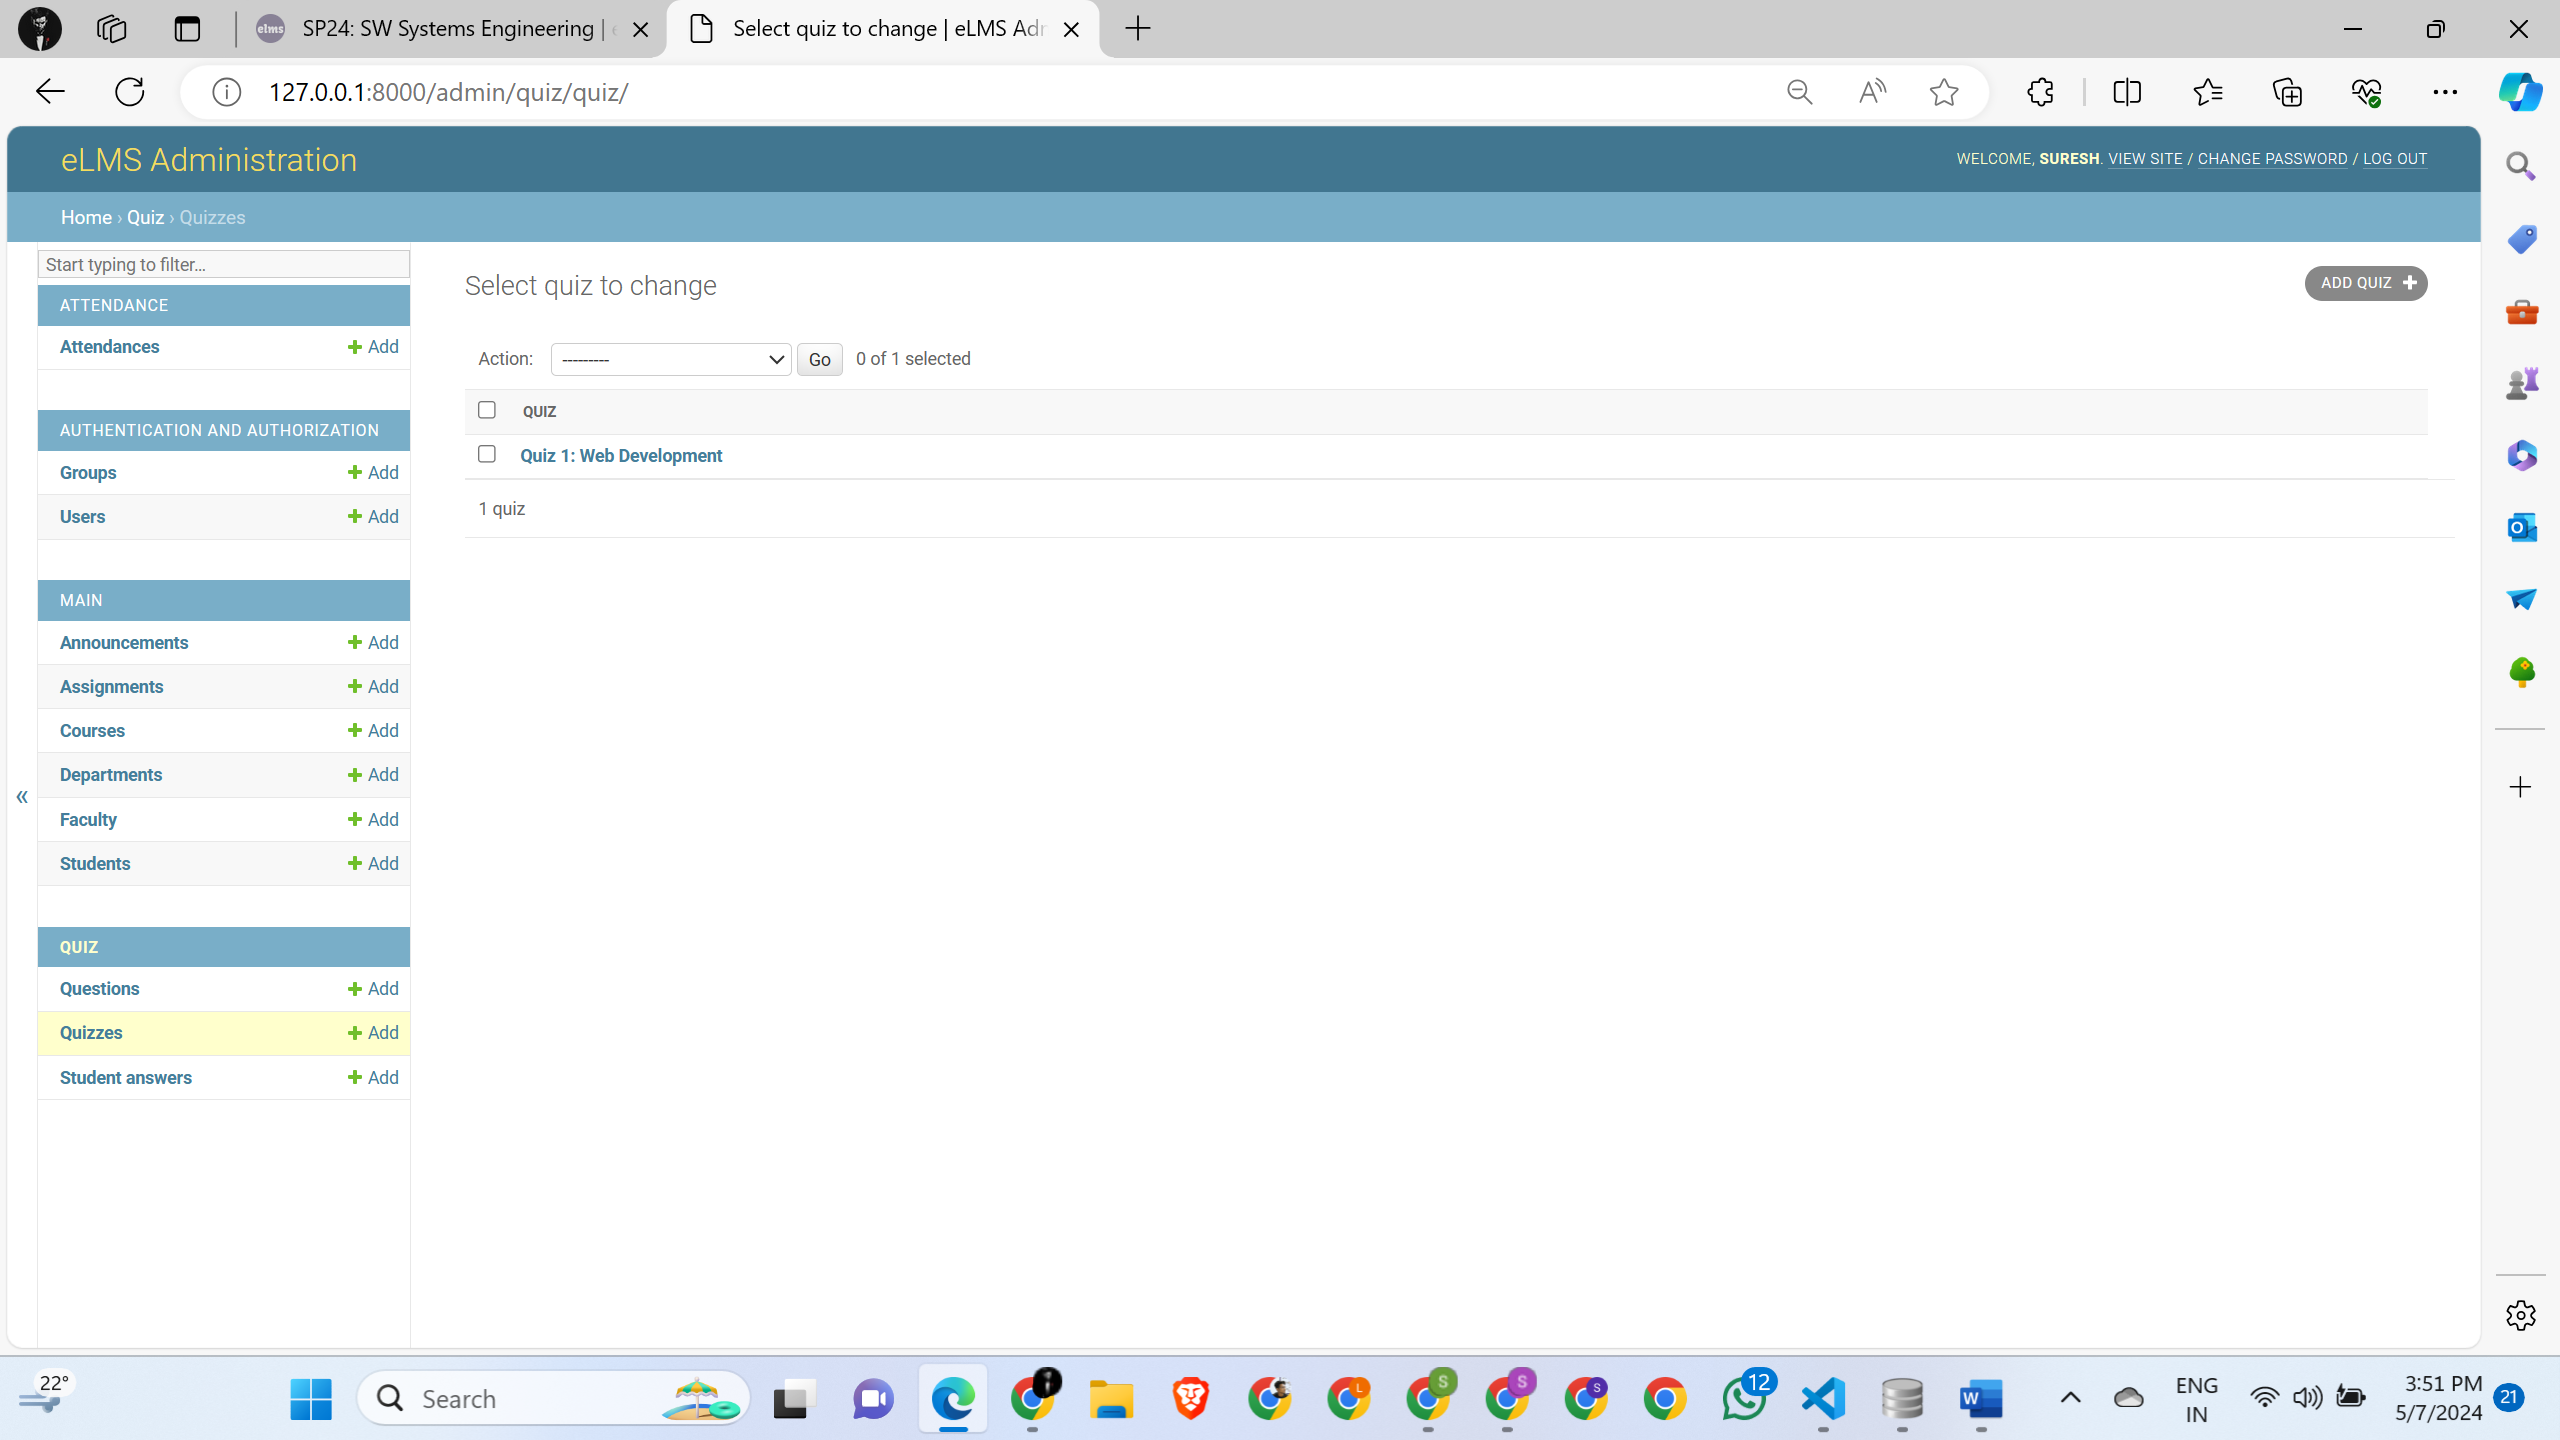 elms SP24: SW Systems Engineering | e
Select quiz to change | eLMS Adr
127.0.0.1:8000/admin/quiz/quiz/
eLMS Administration
WELCOME, SURESH. VIEW SITE / CHANGE PASSWORD / LOG OUT
Home › Quiz › Quizzes
Start typing to filter...
ATTENDANCE
Attendances Add
AUTHENTICATION AND AUTHORIZATION
Groups Add
Users Add
MAIN
Announcements Add
Assignments Add
Courses Add
Departments Add
Faculty Add
Students Add
QUIZ
Questions Add
Quizzes Add
Student answers Add
«
Select quiz to change
ADD QUIZ
Action: --------- Go 0 of 1 selected
QUIZ
Quiz 1: Web Development
1 quiz
22°
Search
L
S
S
S
12
W
ENG
IN
3:51 PM
5/7/2024
21